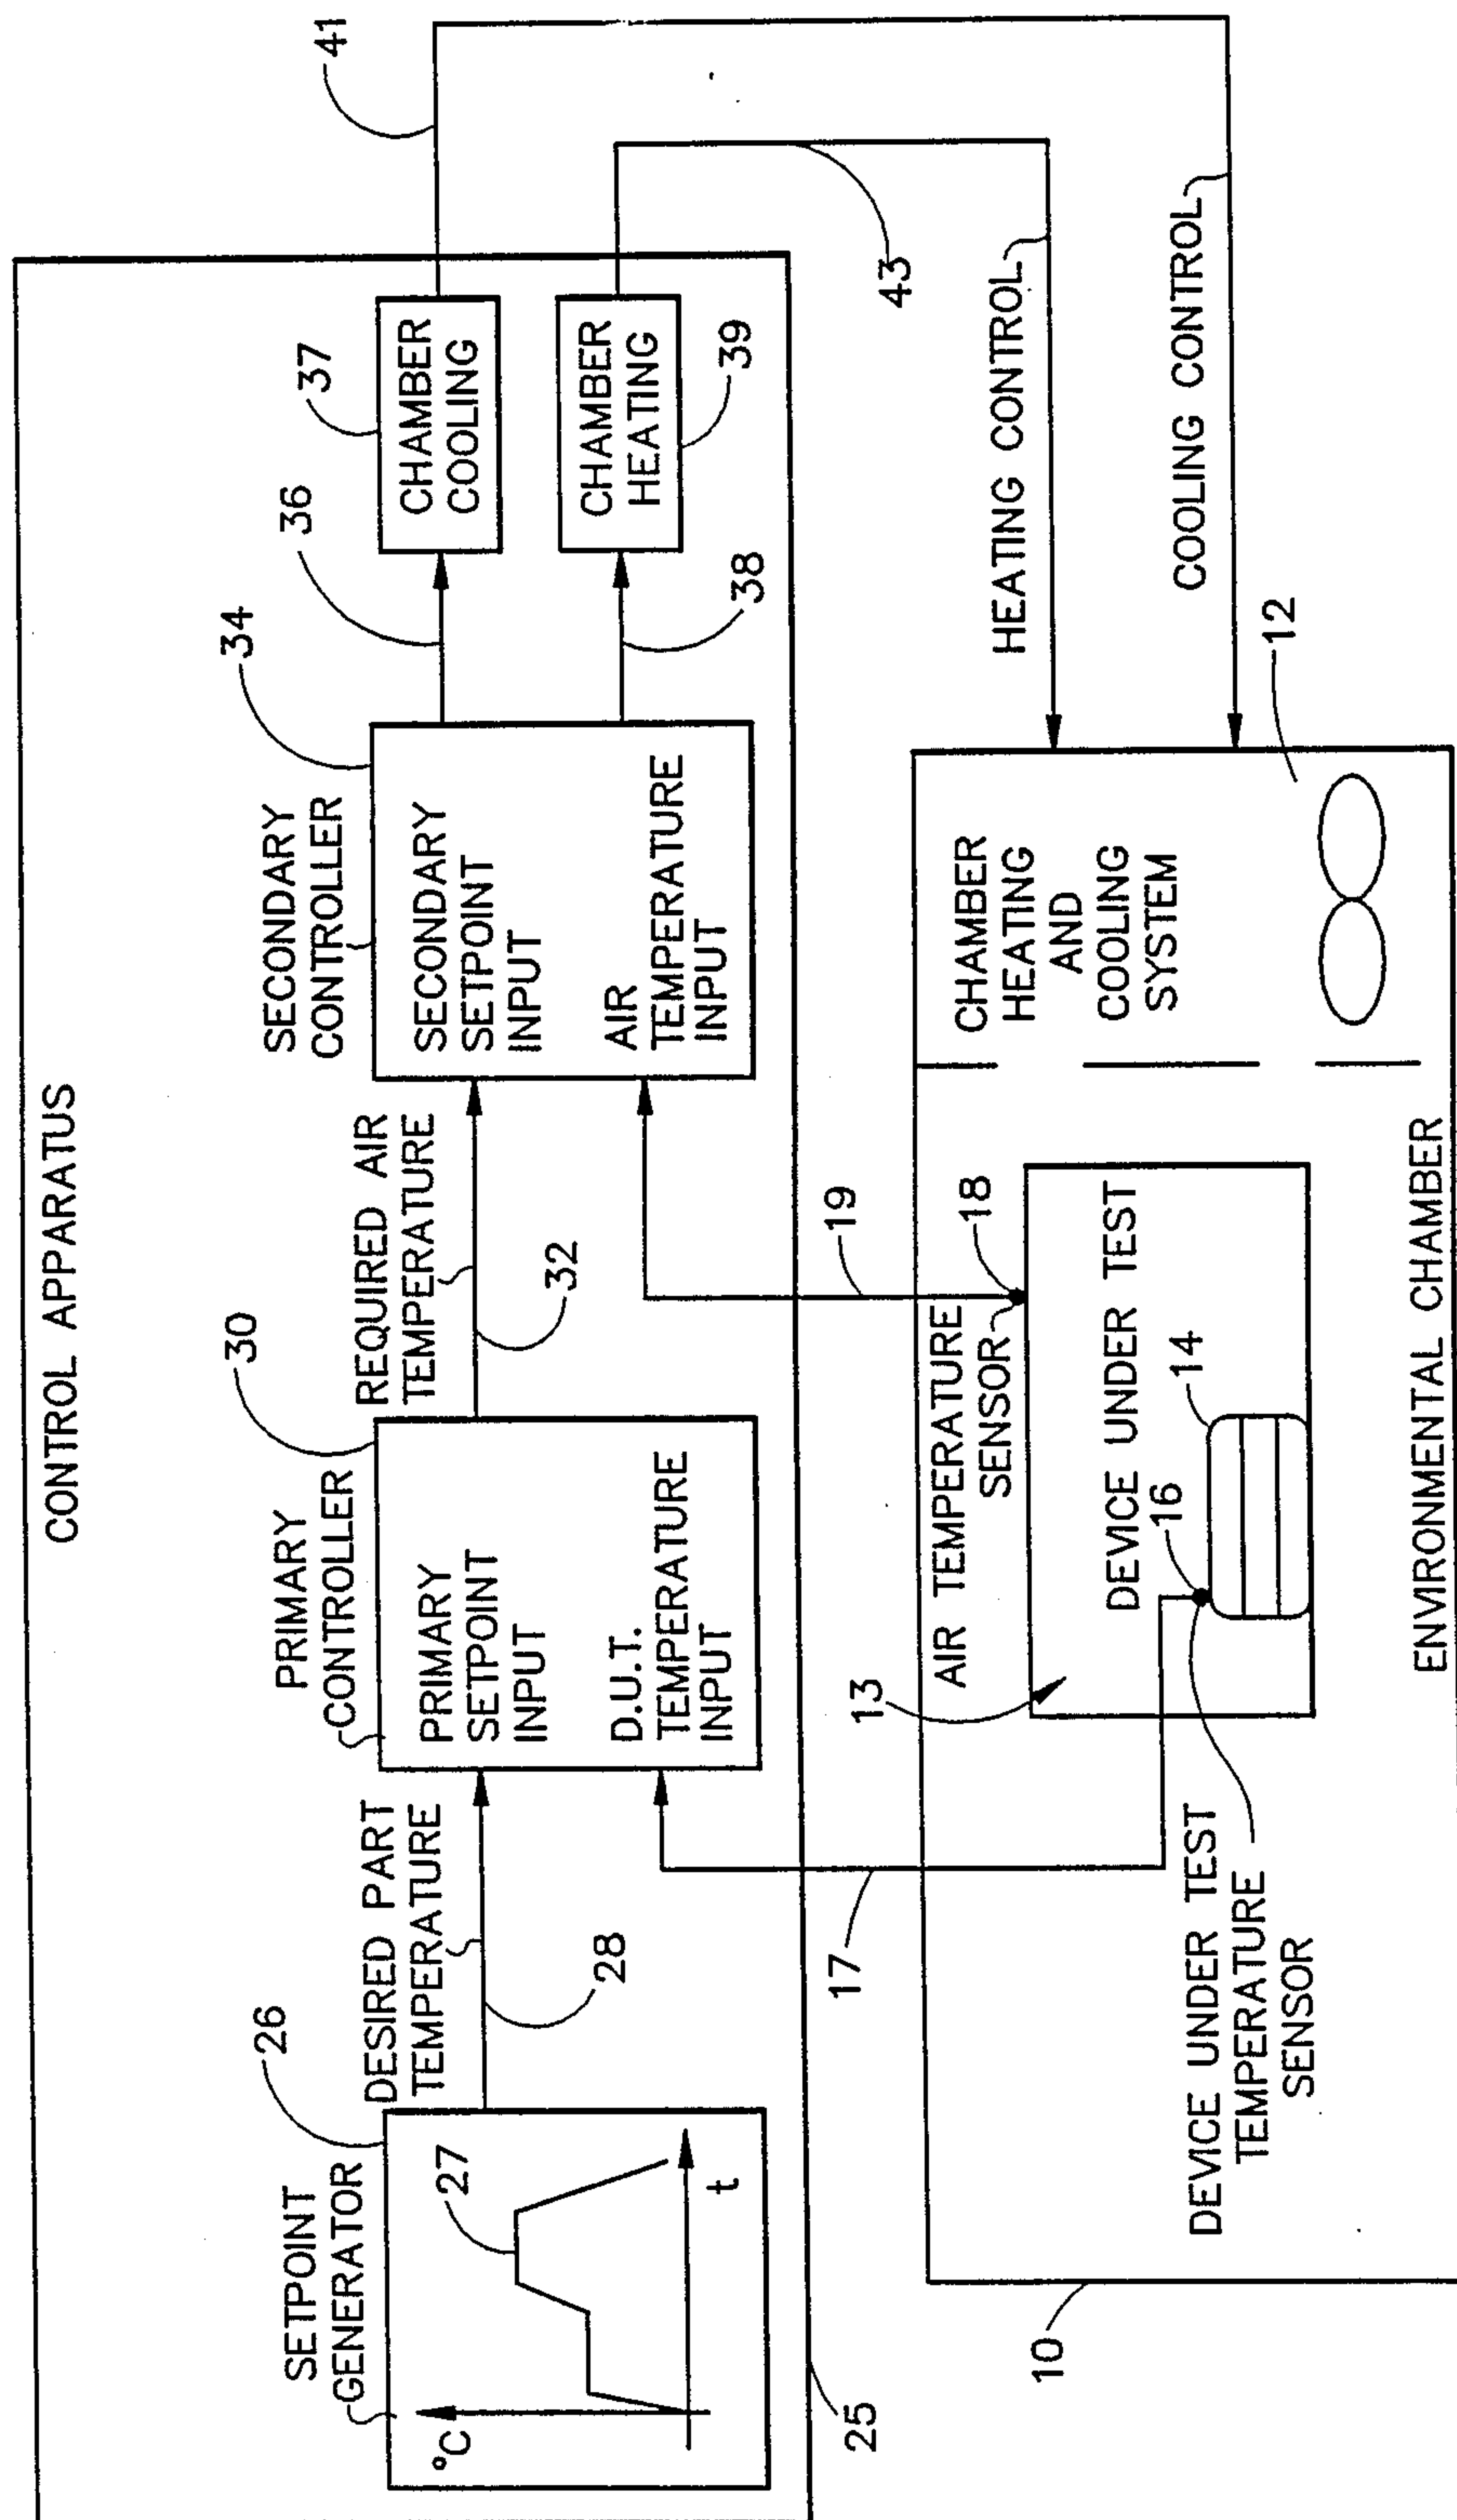 CONTROL APPARATUS
SETPOINT
GENERATOR
26
°C
27
t
DESIRED PART
TEMPERATURE
28
PRIMARY
CONTROLLER
30
PRIMARY
SETPOINT
INPUT
D.U.T.
TEMPERATURE
INPUT
REQUIRED AIR
TEMPERATURE
32
SECONDARY
CONTROLLER
34
SECONDARY
SETPOINT
INPUT
AIR
TEMPERATURE
INPUT
36
38
37
CHAMBER
COOLING
CHAMBER
HEATING
39
41
43
25
17
19
HEATING CONTROL
COOLING CONTROL
10
13
AIR TEMPERATURE
SENSOR
18
DEVICE UNDER TEST
16
14
DEVICE UNDER TEST
TEMPERATURE
SENSOR
CHAMBER
HEATING
AND
COOLING
SYSTEM
12
ENVIRONMENTAL CHAMBER